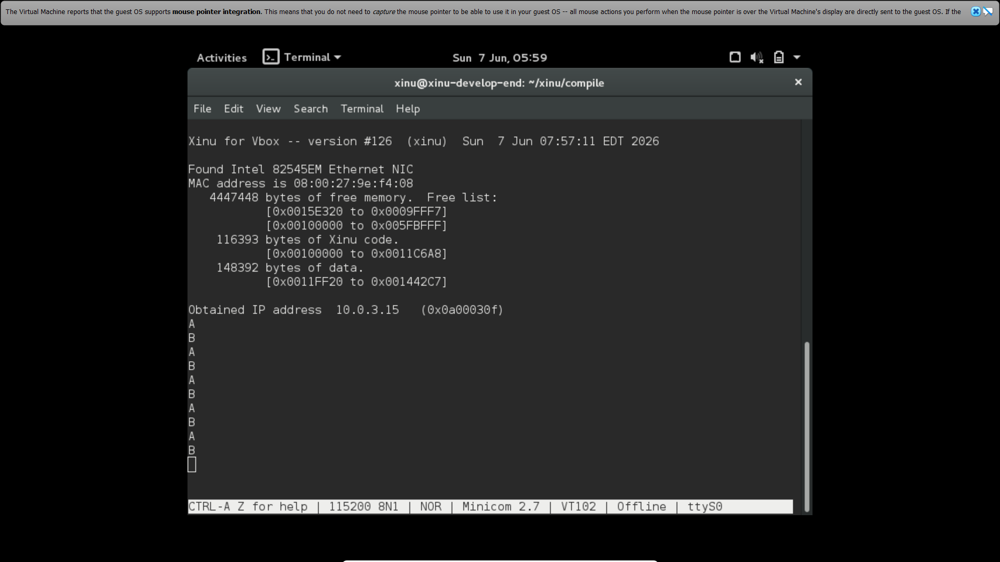 The Virtual Machine reports that the guest OS supports mouse pointer integration. This means that you do not need to capture the mouse pointer to be able to use it in your guest OS -- all mouse actions you perform when the mouse pointer is over the Virtual Machine's display are directly sent to the guest OS. If the
Activities Terminal Sun 7 Jun, 05:59
xinu@xinu-develop-end: ~/xinu/compile
File Edit View Search Terminal Help
Xinu for Vbox -- version #126 (xinu) Sun 7 Jun 07:57:11 EDT 2026
Found Intel 82545EM Ethernet NIC
MAC address is 08:00:27:9e:f4:08
4447448 bytes of free memory. Free list:
[0x0015E320 to 0x0009FFF7]
[0x00100000 to 0x005FBFFF]
116393 bytes of Xinu code.
[0x00100000 to 0x0011C6A8]
148392 bytes of data.
[0x0011FF20 to 0x001442C7]
Obtained IP address 10.0.3.15 (0x0a00030f)
A
B
A
B
A
B
A
B
A
B
CTRL-A Z for help | 115200 8N1 | NOR | Minicom 2.7 | VT102 | Offline | ttyS0